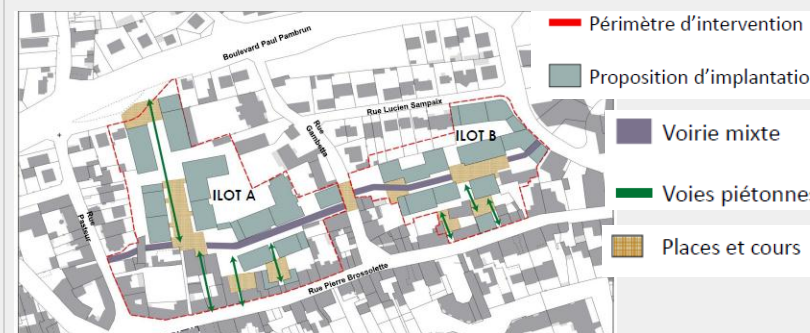 Boulevard Paul Pambrun
Périmètre d'intervention
Proposition d'implantatio
Rue Lucien Sampaix
Rue Gambetta
ILOT B
Voirie mixte
ILOT A
Voies piétonnes
Rue Pasteur
Places et cours
Rue Pierre Brossolette